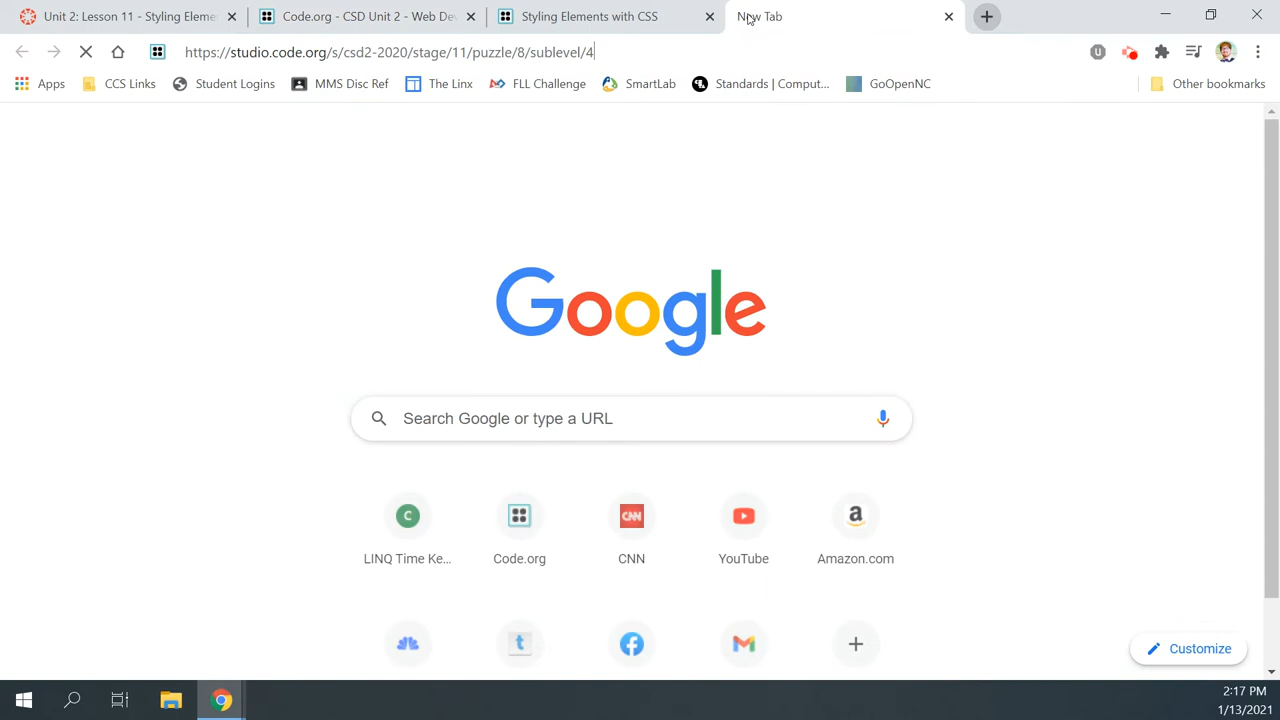 Unit 2: Lesson 11 - Styling Eleme
Code.org - CSD Unit 2 - Web De
Styling Elements with CSS
New Tab
https://studio.code.org/s/csd2-2020/stage/11/puzzle/8/sublevel/4
Apps
CCS Links
Student Logins
MMS Disc Ref
The Linx
FLL Challenge
SmartLab
Standards | Comput...
GoOpenNC
Other bookmarks
Google
Search Google or type a URL
C
CNN
a
LINQ Time Ke...
Code.org
CNN
YouTube
Amazon.com
t
Customize
2:17 PM
1/13/2021